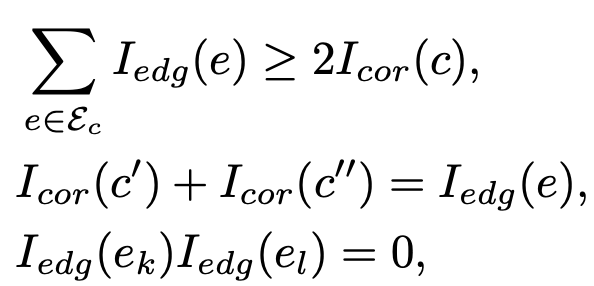 ∑_{e∈ℰ_c} I_{edg}(e) ≥ 2I_{cor}(c),
I_{cor}(c′) + I_{cor}(c″) = I_{edg}(e),
I_{edg}(e_k)I_{edg}(e_l) = 0,